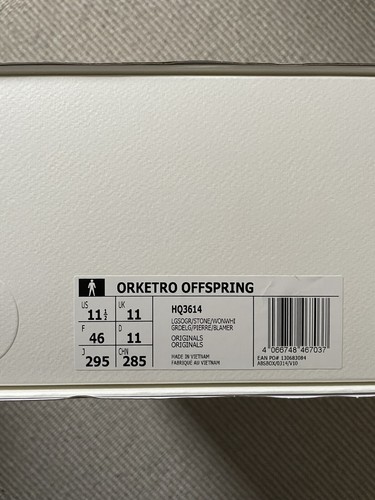 ORKETRO OFFSPRING
US 11½ UK 11
F 46 D 11
J 295 CHN 285
HQ3614
LGSOGR/STONE/WONWHI
GRDELG/PIERRE/BLAMER
ORIGINALS
ORIGINALS
MADE IN VIETNAM
FABRIQUE AU VIETNAM
4 066748 467037
EAN PO# 130683084
ABSBOX/0314/V10